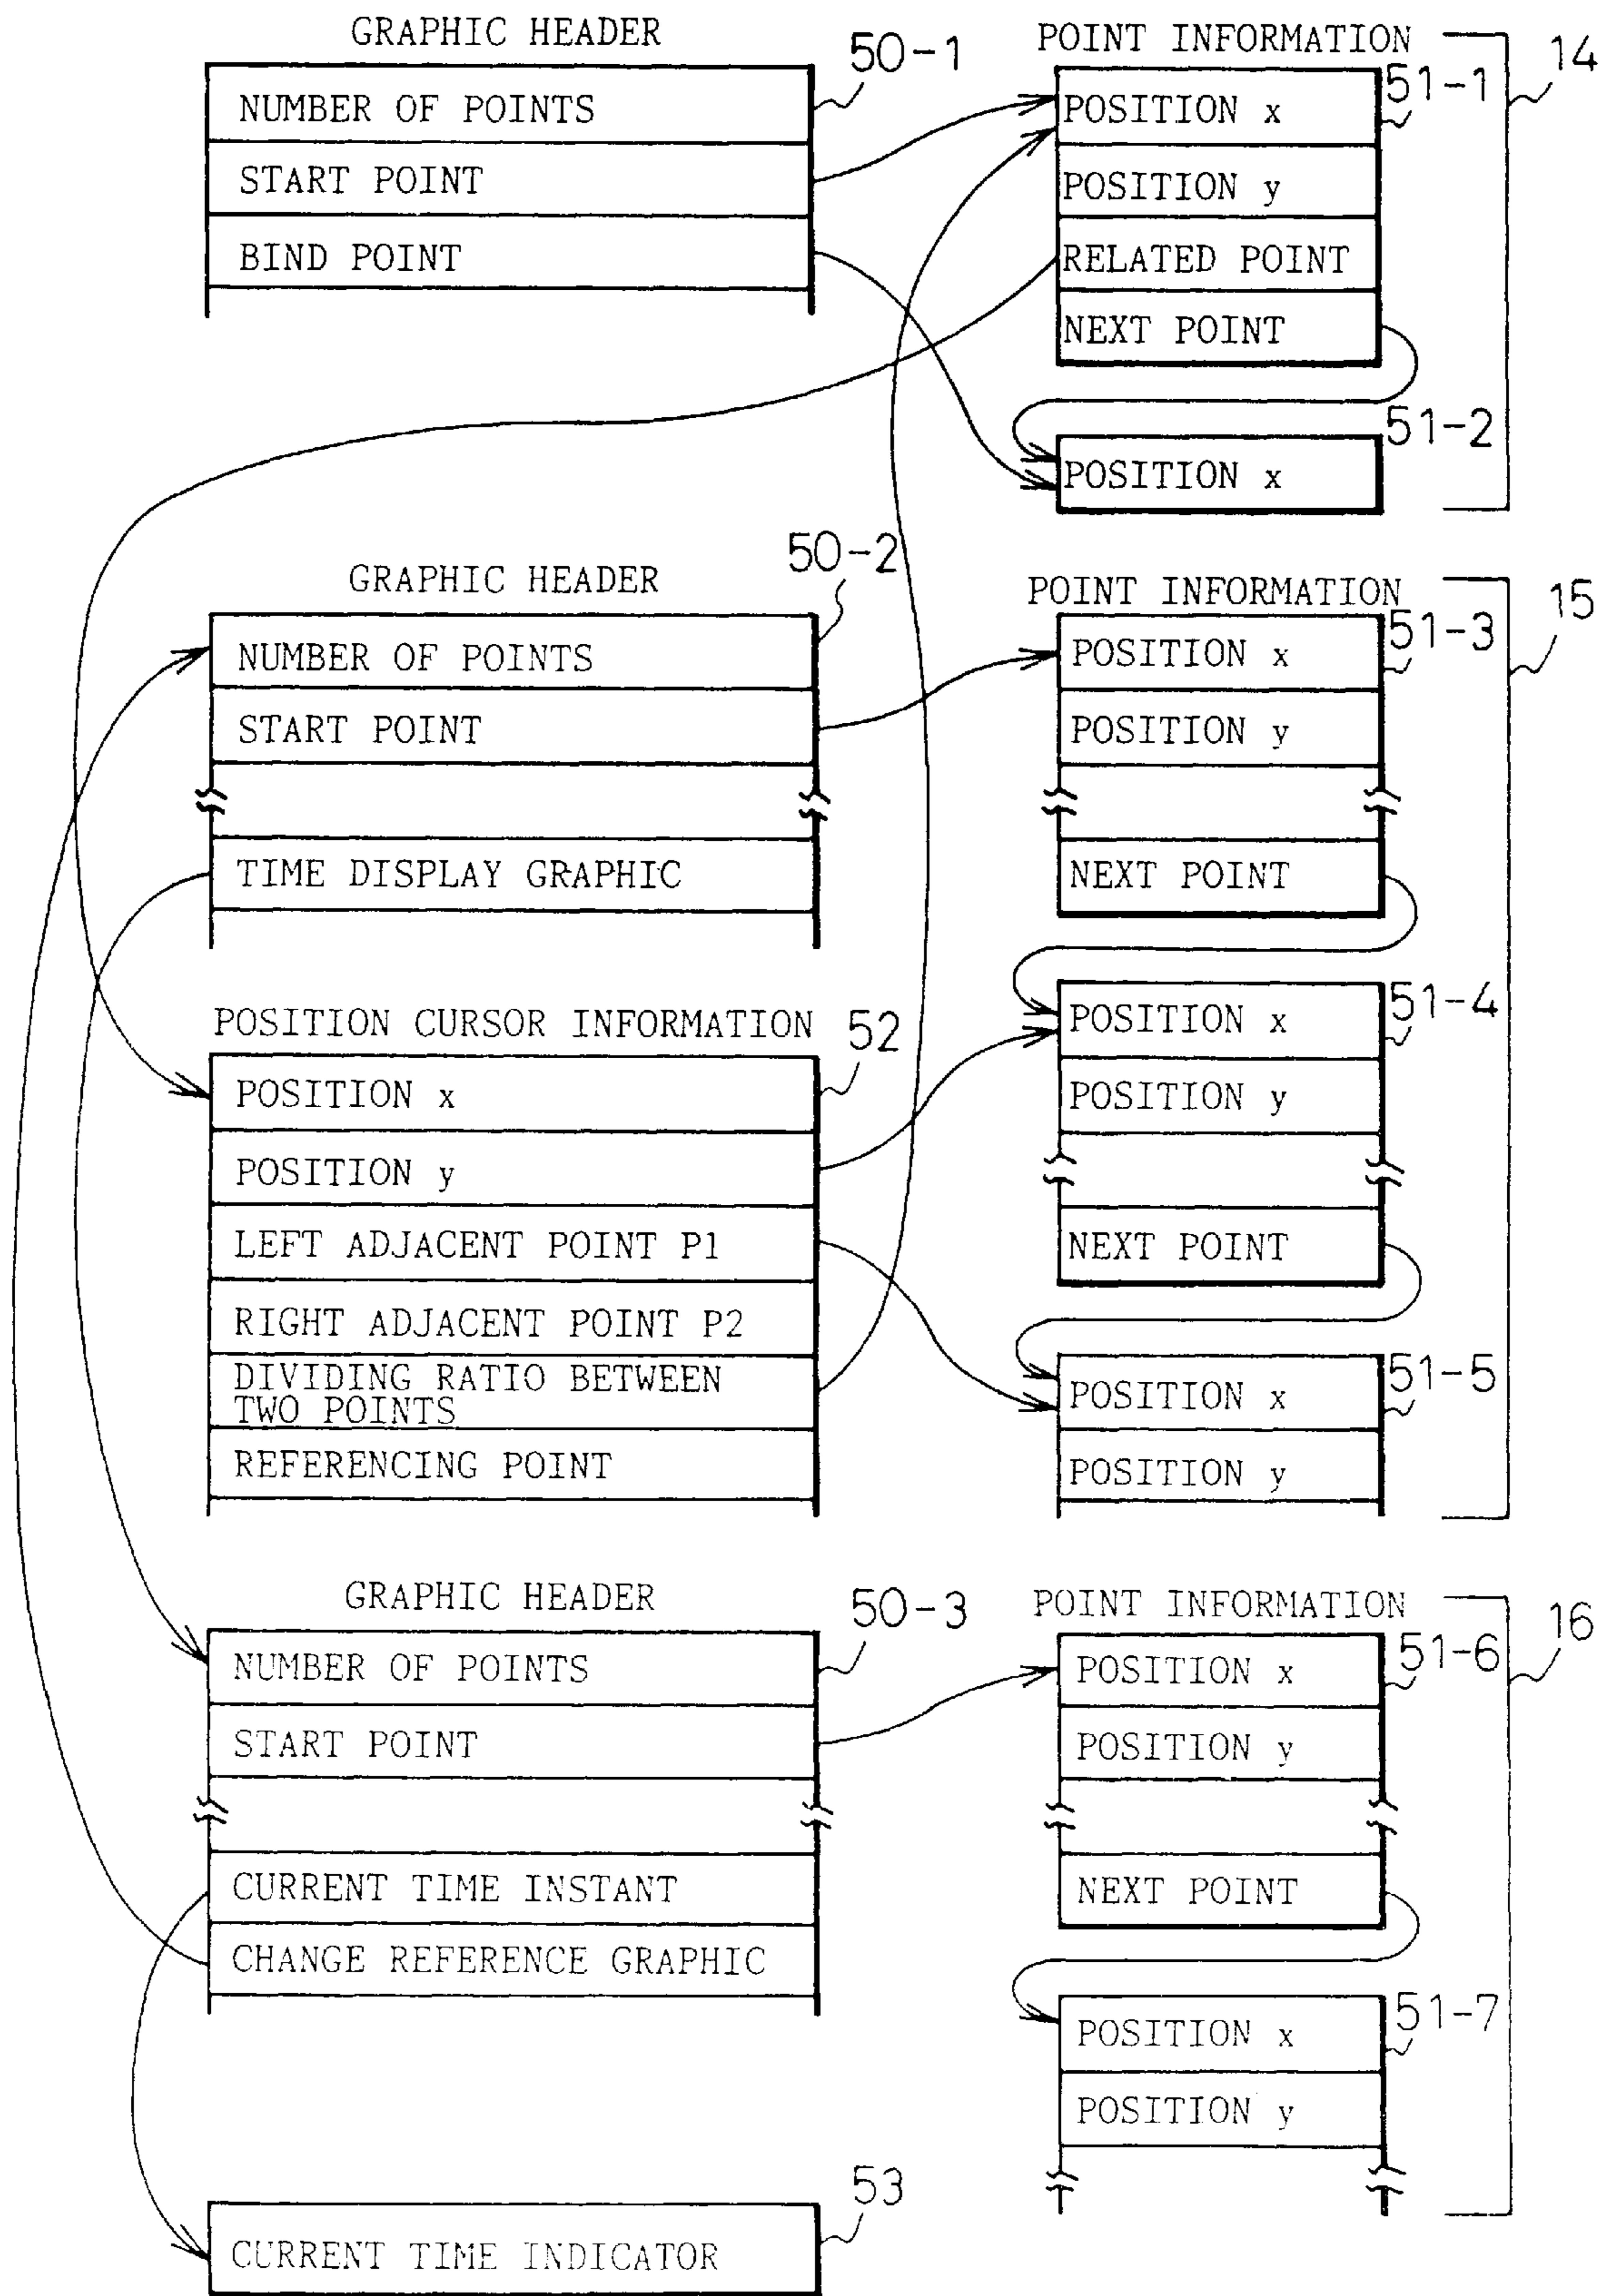 GRAPHIC HEADER
50-1
NUMBER OF POINTS
START POINT
BIND POINT
POINT INFORMATION
14
51-1
POSITION x
POSITION y
RELATED POINT
NEXT POINT
51-2
POSITION x
GRAPHIC HEADER
50-2
NUMBER OF POINTS
START POINT
TIME DISPLAY GRAPHIC
POINT INFORMATION
15
51-3
POSITION x
POSITION y
NEXT POINT
51-4
POSITION x
POSITION y
NEXT POINT
51-5
POSITION x
POSITION y
POSITION CURSOR INFORMATION
52
POSITION x
POSITION y
LEFT ADJACENT POINT P1
RIGHT ADJACENT POINT P2
DIVIDING RATIO BETWEEN
TWO POINTS
REFERENCING POINT
GRAPHIC HEADER
50-3
NUMBER OF POINTS
START POINT
CURRENT TIME INSTANT
CHANGE REFERENCE GRAPHIC
POINT INFORMATION
16
51-6
POSITION x
POSITION y
NEXT POINT
51-7
POSITION x
POSITION y
53
CURRENT TIME INDICATOR